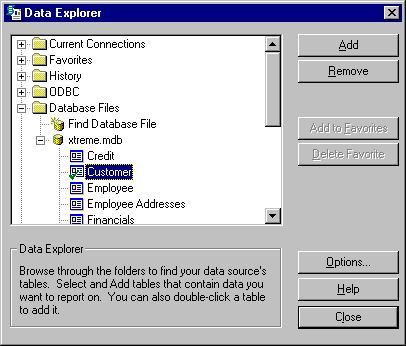 Data Explorer
Current Connections
Favorites
History
ODBC
Database Files
Find Database File
xtreme.mdb
Credit
Customer
Employee
Employee Addresses
Financials
Add
Remove
Add to Favorites
Delete Favorite
Data Explorer
Browse through the folders to find your data source's
tables. Select and Add tables that contain data you
want to report on. You can also double-click a table
to add it.
Options...
Help
Close